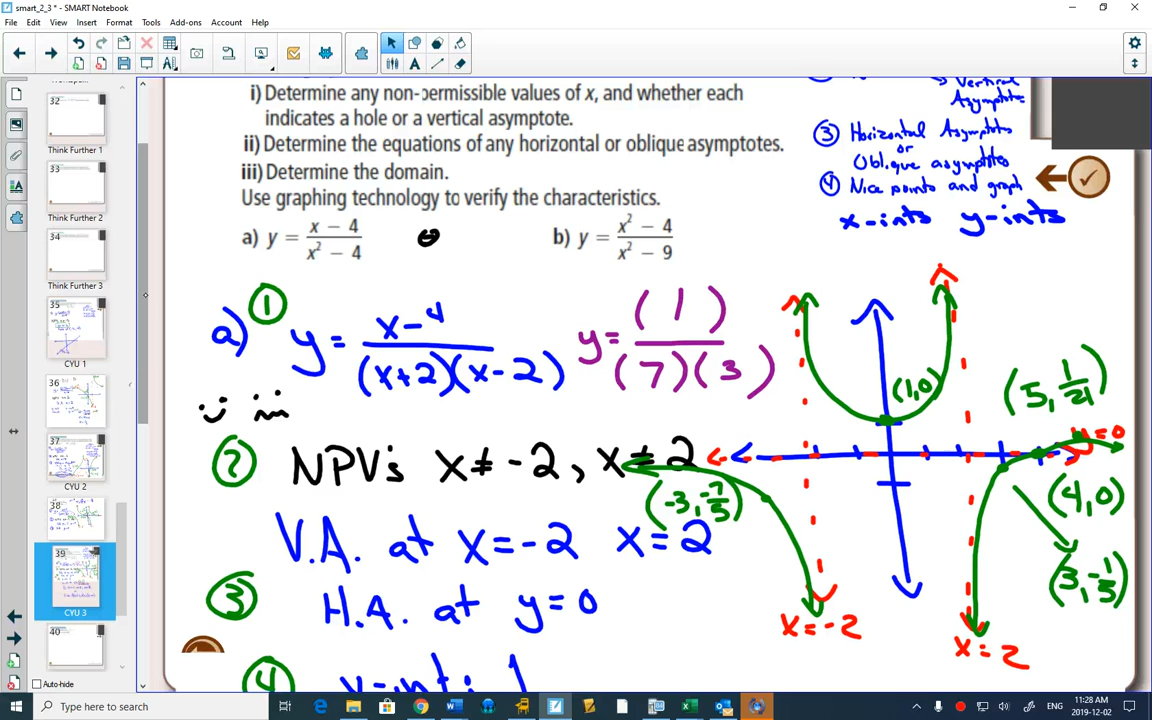 smart_2_3 * - SMART Notebook
File Edit View Insert Format Tools Add-ons Account Help
32
Think Further 1
33
Think Further 2
34
Think Further 3
35
CYU 1
36
37
CYU 2
38
39
CYU 3
40
Auto-hide
i) Determine any non-permissible values of x, and whether each
indicates a hole or a vertical asymptote.
ii) Determine the equations of any horizontal or oblique asymptotes.
iii) Determine the domain.
Use graphing technology to verify the characteristics.
a) y = (x − 4)/(x² − 4)
b) y = (x² − 4)/(x² − 9)
Vertical
Asymptote
③ Horizontal Asymptotes
or
Oblique asymptotes
④ Nice points and graph
x-ints y-ints
a) ① y = (x-4)/((x+2)(x-2))
y = ( 1 )/((7)(3))
ii iii
② NPV's x≠-2, x≠2
V.A. at x=-2 x=2
③ H.A. at y=0
④ x-int:
(1,0)
(5, 1/21)
y=0
(4,0)
(-3, -7/5)
(3, -1/5)
x=-2
x=2
Type here to search
ENG
11:28 AM
2019-12-02